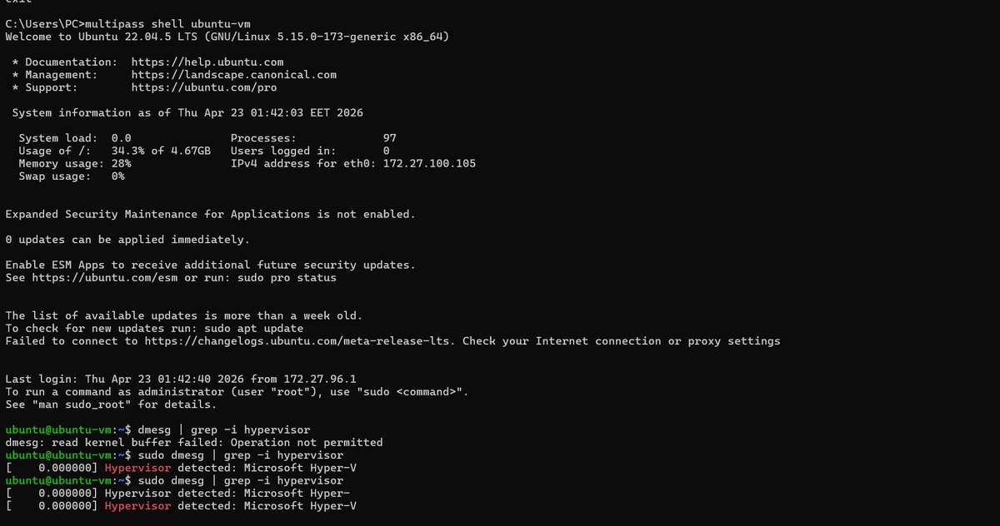 exit
C:\Users\PC>multipass shell ubuntu-vm
Welcome to Ubuntu 22.04.5 LTS (GNU/Linux 5.15.0-173-generic x86_64)
* Documentation:  https://help.ubuntu.com
* Management:     https://landscape.canonical.com
* Support:        https://ubuntu.com/pro
System information as of Thu Apr 23 01:42:03 EET 2026
System load:  0.0               Processes:             97
Usage of /:   34.3% of 4.67GB   Users logged in:       0
Memory usage: 28%               IPv4 address for eth0: 172.27.100.105
Swap usage:   0%
Expanded Security Maintenance for Applications is not enabled.
0 updates can be applied immediately.
Enable ESM Apps to receive additional future security updates.
See https://ubuntu.com/esm or run: sudo pro status
The list of available updates is more than a week old.
To check for new updates run: sudo apt update
Failed to connect to https://changelogs.ubuntu.com/meta-release-lts. Check your Internet connection or proxy settings
Last login: Thu Apr 23 01:42:40 2026 from 172.27.96.1
To run a command as administrator (user "root"), use "sudo <command>".
See "man sudo_root" for details.
ubuntu@ubuntu-vm:~$ dmesg | grep -i hypervisor
dmesg: read kernel buffer failed: Operation not permitted
ubuntu@ubuntu-vm:~$ sudo dmesg | grep -i hypervisor
[    0.000000] Hypervisor detected: Microsoft Hyper-V
ubuntu@ubuntu-vm:~$ sudo dmesg | grep -i hypervisor
[    0.000000] Hypervisor detected: Microsoft Hyper-
[    0.000000] Hypervisor detected: Microsoft Hyper-V